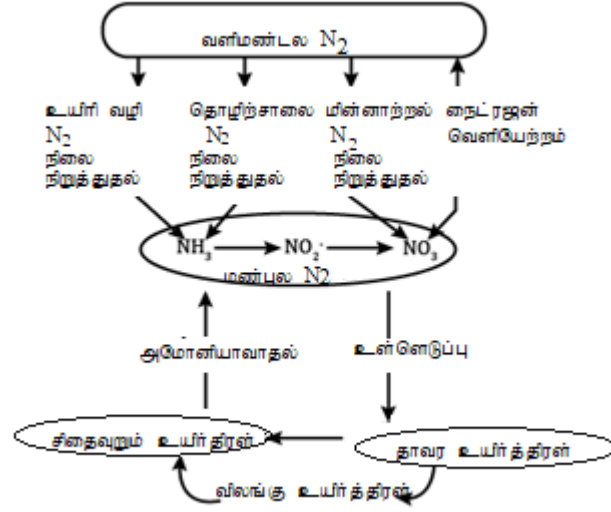 வளிமண்டல N2
உயிரி வழி
N2
நிலை
நிறுத்துதல்
தொழிற்சாலை
N2
நிலை
நிறுத்துதல்
மின்னாற்றல்
N2
நிலை
நிறுத்துதல்
நைட்ரஜன்
வெளியேற்றம்
NH3 NO2- NO3
மண்புல N2
அமோனியாவாதல்
உள்ளெடுப்பு
சிதைவுறும் உயிர்திரள்
தாவர உயிர்த்திரள்
விலங்கு உயிர்த்திரள்